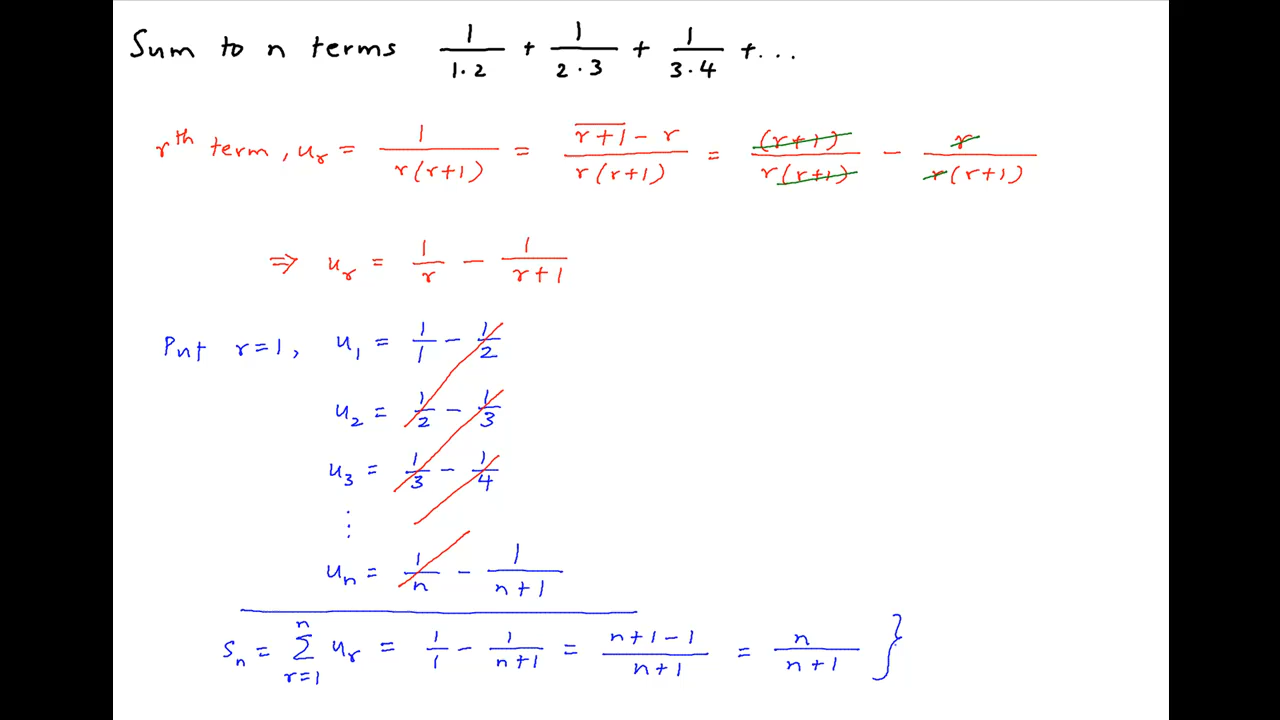 Sum to n terms 1/(1·2) + 1/(2·3) + 1/(3·4) + ...
rth term, u_r = 1/(r(r+1)) = (r+1 - r)/(r(r+1)) = (r+1)/(r(r+1)) - r/(r(r+1))
⇒ u_r = 1/r - 1/(r+1)
Put r=1, u_1 = 1/1 - 1/2
u_2 = 1/2 - 1/3
u_3 = 1/3 - 1/4
⋮
u_n = 1/n - 1/(n+1)
S_n = ∑_{r=1}^{n} u_r = 1/1 - 1/(n+1) = (n+1-1)/(n+1) = n/(n+1) }